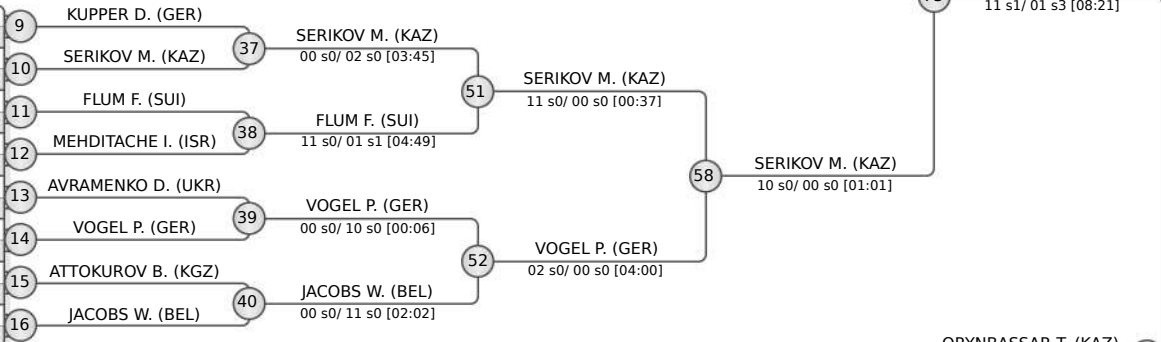 11 s1/ 01 s3 [08:21]
9 KUPPER D. (GER)
10 SERIKOV M. (KAZ)
37 SERIKOV M. (KAZ)
00 s0/ 02 s0 [03:45]
11 FLUM F. (SUI)
12 MEHDITACHE I. (ISR)
38 FLUM F. (SUI)
11 s0/ 01 s1 [04:49]
51 SERIKOV M. (KAZ)
11 s0/ 00 s0 [00:37]
13 AVRAMENKO D. (UKR)
14 VOGEL P. (GER)
39 VOGEL P. (GER)
00 s0/ 10 s0 [00:06]
15 ATTOKUROV B. (KGZ)
16 JACOBS W. (BEL)
40 JACOBS W. (BEL)
00 s0/ 11 s0 [02:02]
52 VOGEL P. (GER)
02 s0/ 00 s0 [04:00]
58 SERIKOV M. (KAZ)
10 s0/ 00 s0 [01:01]